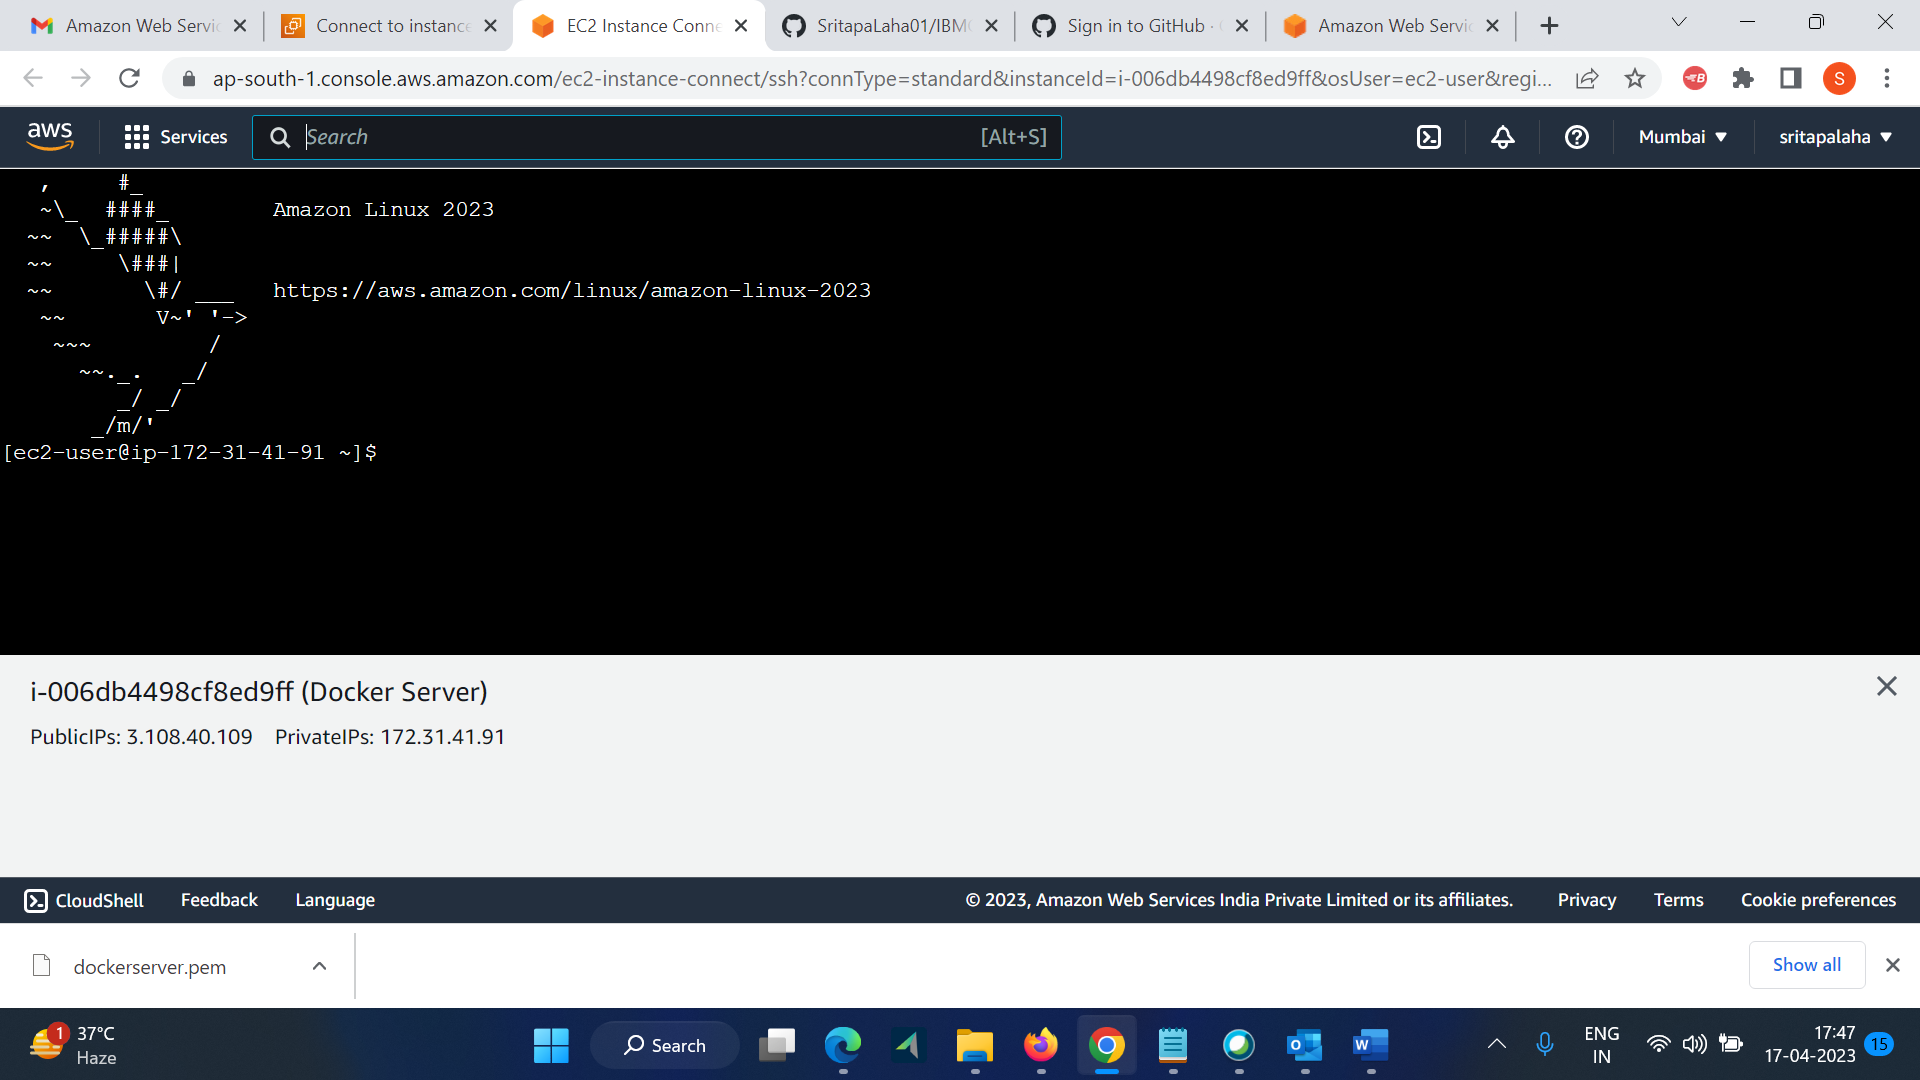 Amazon Web Servic
Connect to instance
EC2 Instance Conne
SritapaLaha01/IBM
Sign in to GitHub ·
Amazon Web Servic
ap-south-1.console.aws.amazon.com/ec2-instance-connect/ssh?connType=standard&instanceId=i-006db4498cf8ed9ff&osUser=ec2-user&regi...
S
aws
Services
Search
[Alt+S]
Mumbai
sritapalaha
   ,     #_
   ~\_  ####_        Amazon Linux 2023
  ~~  \_#####\
  ~~     \###|
  ~~       \#/ ___   https://aws.amazon.com/linux/amazon-linux-2023
   ~~       V~' '->
    ~~~         /
      ~~._.   _/
         _/ _/
       _/m/'
[ec2-user@ip-172-31-41-91 ~]$
i-006db4498cf8ed9ff (Docker Server)
PublicIPs: 3.108.40.109 PrivateIPs: 172.31.41.91
CloudShell
Feedback
Language
© 2023, Amazon Web Services India Private Limited or its affiliates.
Privacy
Terms
Cookie preferences
dockerserver.pem
Show all
1
37°C
Haze
Search
ENG
IN
17:47
17-04-2023
15